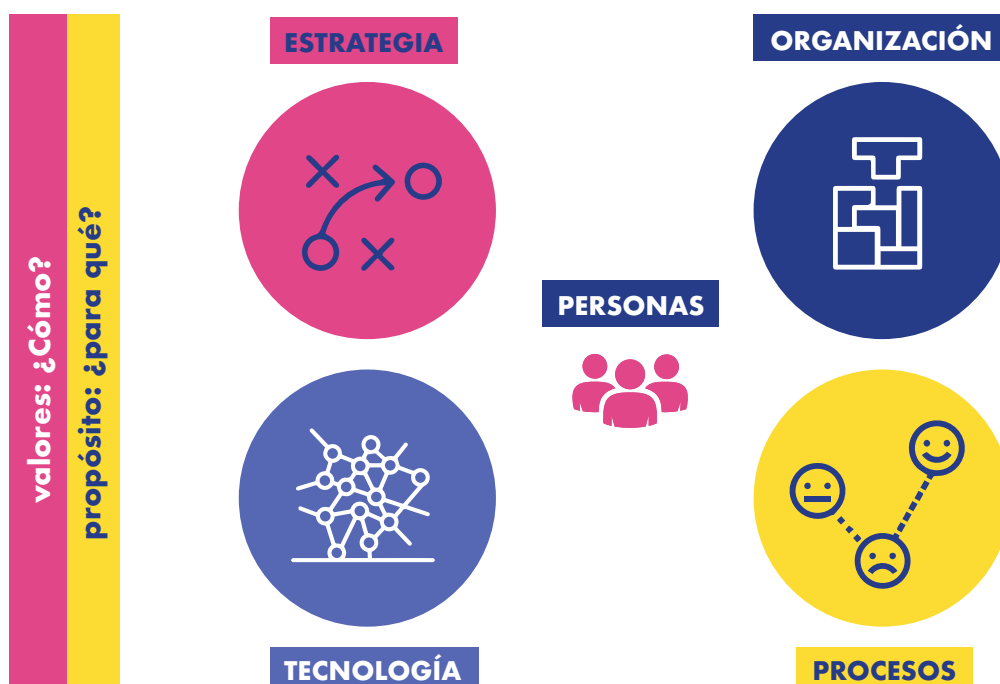 valores: ¿Cómo?
propósito: ¿para qué?
ESTRATEGIA
ORGANIZACIÓN
PERSONAS
TECNOLOGÍA
PROCESOS